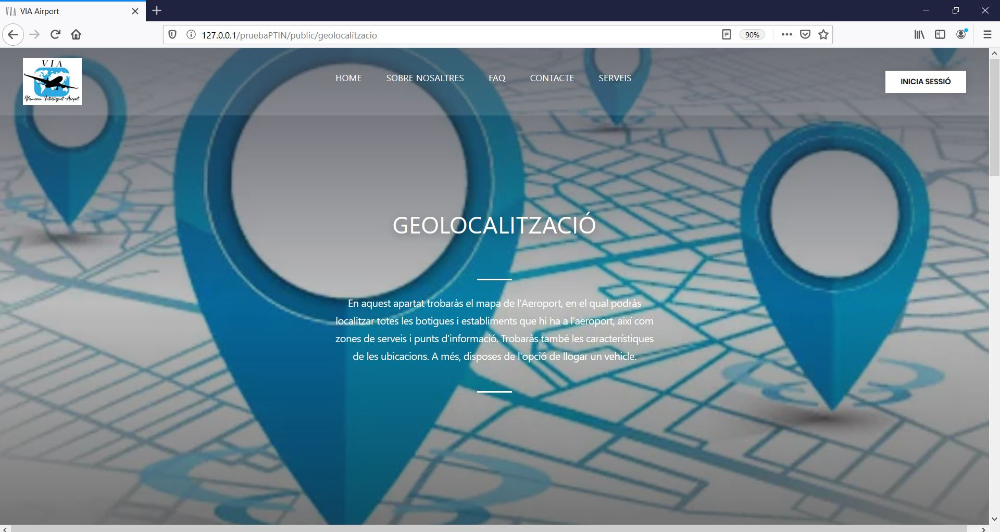 VIA Airport
127.0.0.1/pruebaPTIN/public/geolocalitzacio
90%
VIA
Vilanova Intelligent Airport
HOME
SOBRE NOSALTRES
FAQ
CONTACTE
SERVEIS
INICIA SESSIÓ
GEOLOCALITZACIÓ
En aquest apartat trobaràs el mapa de l'Aeroport, en el qual podràs
localitzar totes les botigues i establiments que hi ha a l'aeroport, així com
zones de serveis i punts d'informació. Trobaràs també les característiques
de les ubicacions. A més, disposes de l'opció de llogar un vehicle.